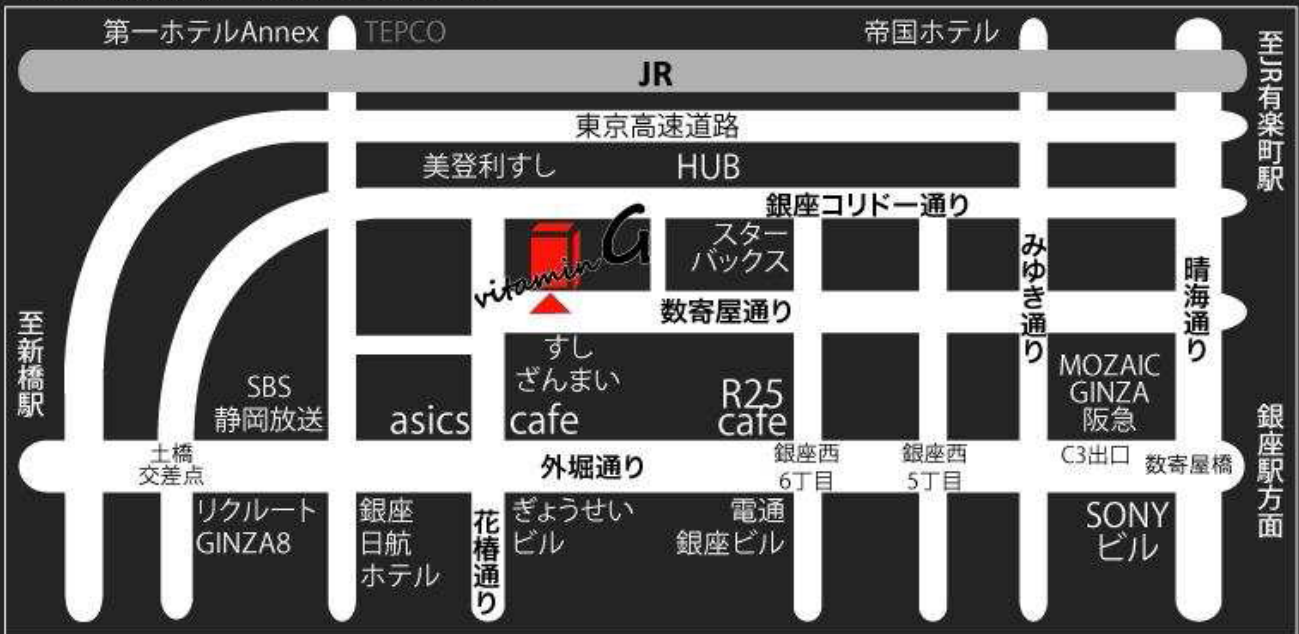 第一ホテルAnnex
TEPCO
帝国ホテル
至JR有楽町駅
JR
東京高速道路
美登利すし
HUB
銀座コリドー通り
vitamin G
スター
バックス
みゆき通り
晴海通り
数寄屋通り
至新橋駅
すし
ざんまい
SBS
静岡放送
asics
cafe
R25
cafe
MOZAIC
GINZA
阪急
銀座駅方面
土橋
交差点
外堀通り
銀座西
6丁目
銀座西
5丁目
C3出口
数寄屋橋
リクルート
GINZA8
銀座
日航
ホテル
花椿通り
ぎょうせい
ビル
電通
銀座ビル
SONY
ビル